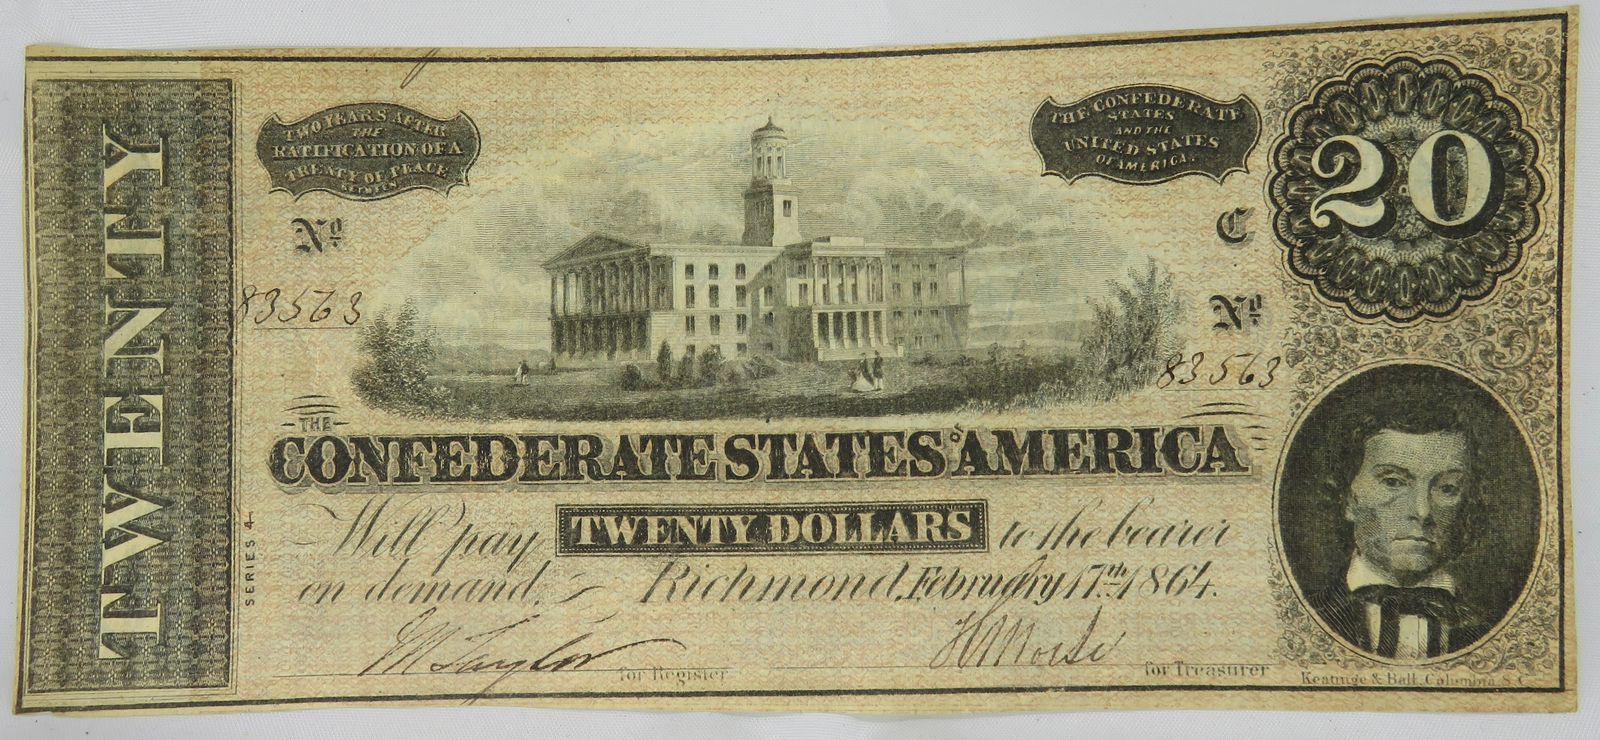 TWENTY
TWO YEARS AFTER
THE
RATIFICATION OF A
TREATY OF PEACE
BETWEEN
THE CONFEDERATE
STATES
AND THE
UNITED STATES
OF AMERICA.
20
No
83563
C
No
83563
THE
CONFEDERATE STATES OF AMERICA
SERIES 4
Will pay TWENTY DOLLARS to the bearer
on demand. Richmond, February 17th 1864.
Taylor for Register
for Treasurer
Keatinge & Ball, Columbia, S.C.